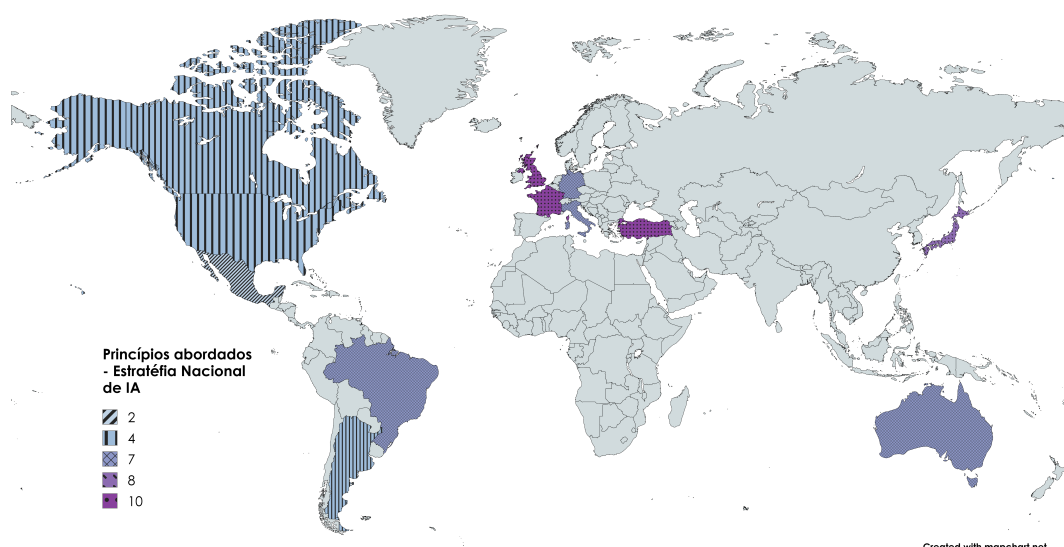 Princípios abordados
- Estratéfia Nacional
de IA
2
4
7
8
10
Created with mapchart.net